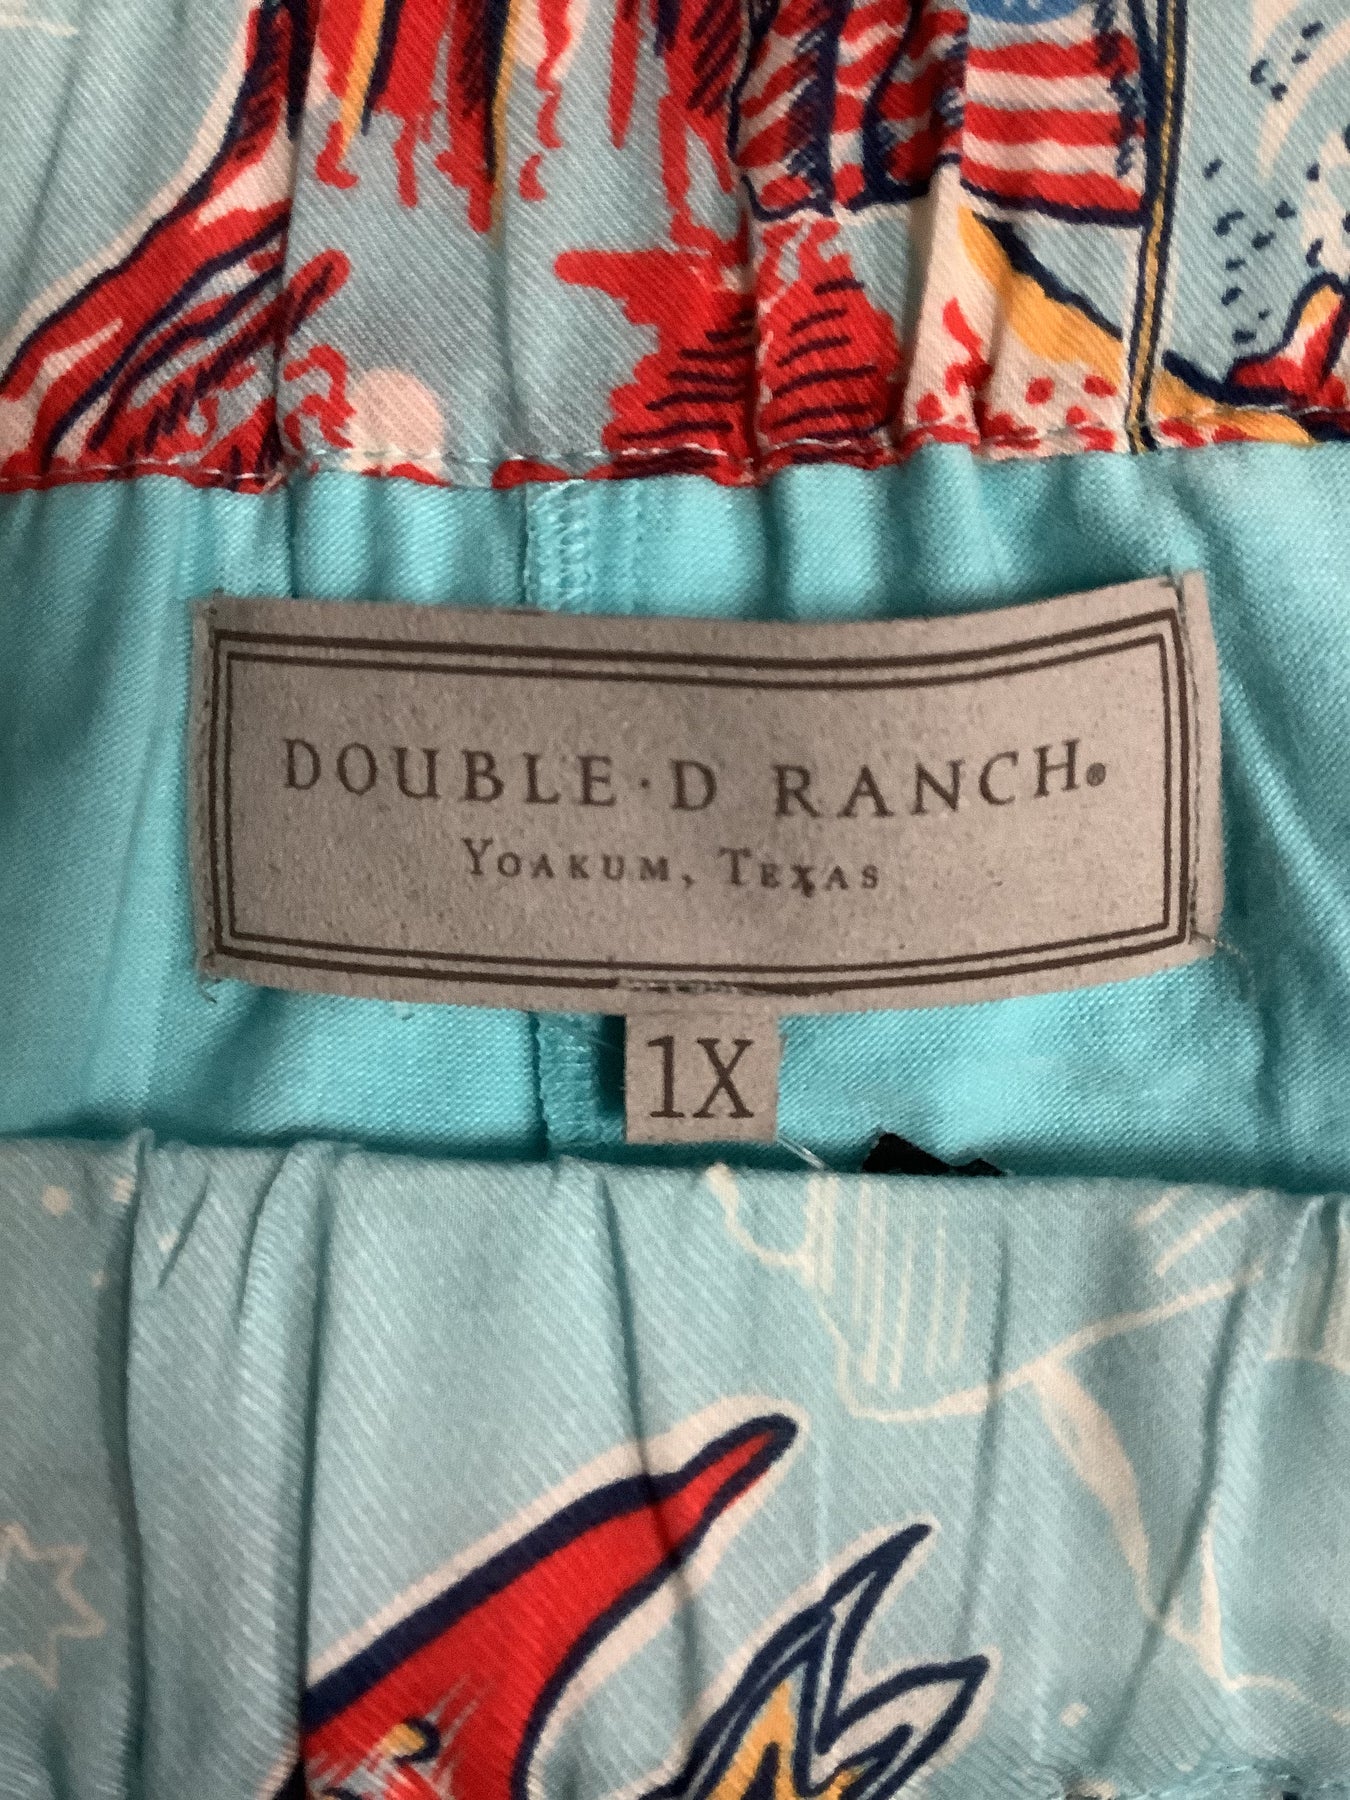 DOUBLE·D RANCH®
YOAKUM, TEXAS
1X